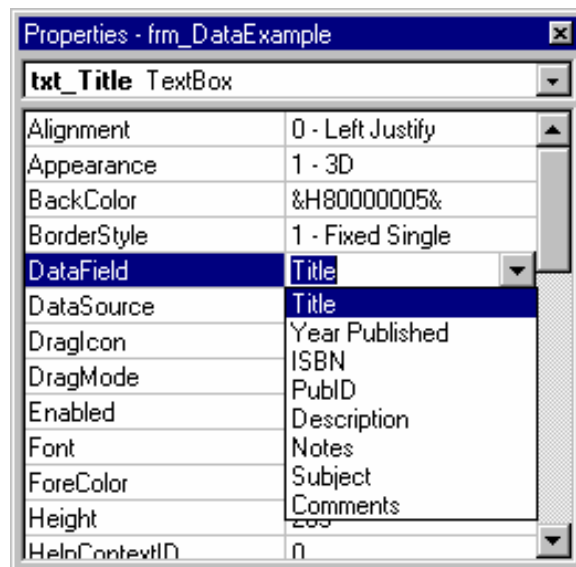 Properties - frm_DataExample
txt_Title TextBox
Alignment 0 - Left Justify
Appearance 1 - 3D
BackColor &H80000005&
BorderStyle 1 - Fixed Single
DataField Title
DataSource Title
DragIcon Year Published
DragMode ISBN
PubID
Enabled Description
Font Notes
ForeColor Subject
Height Comments
HelpContextID 0